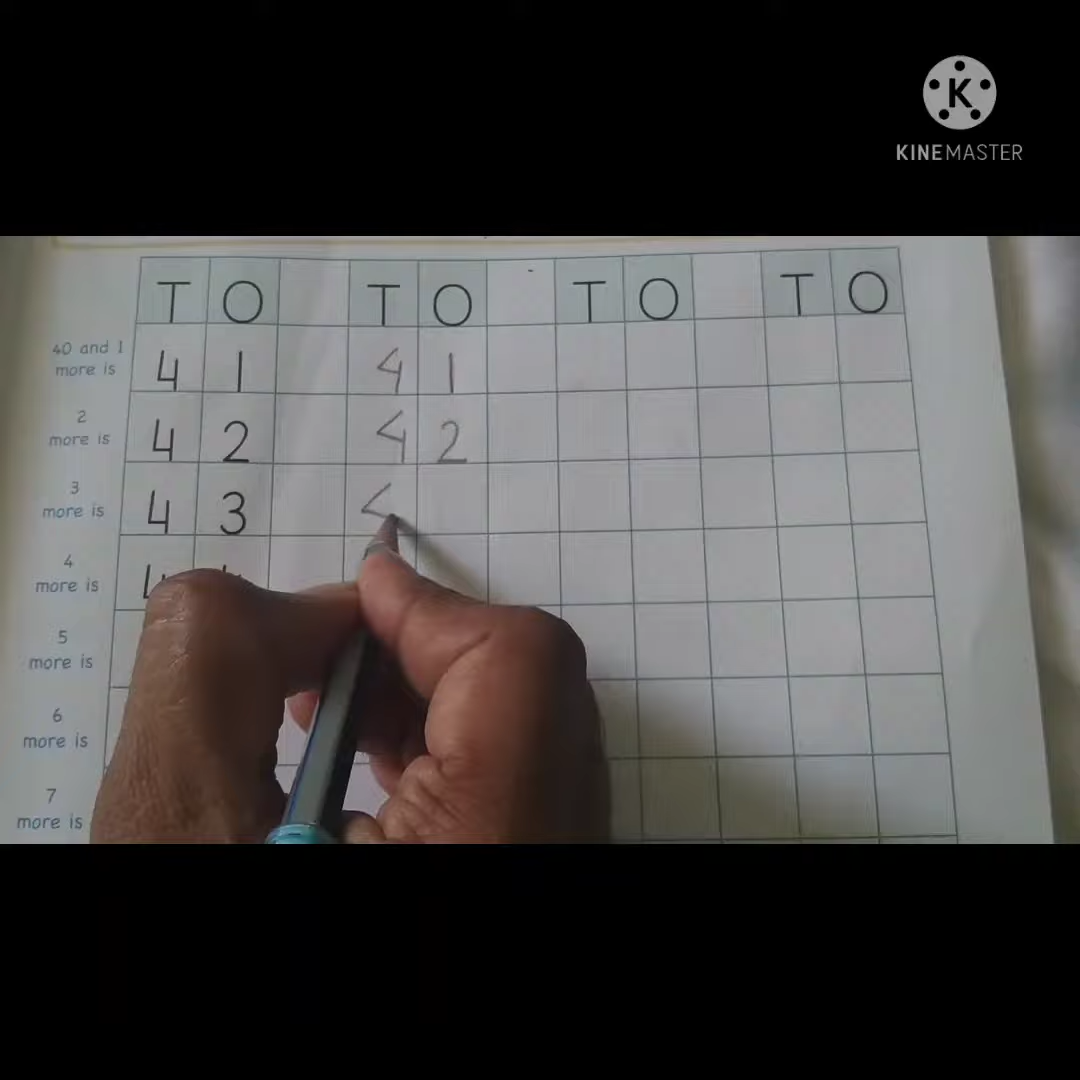 KINEMASTER
T O T O T O T O
40 and 1
more is
4 1 4 1
2
more is
4 2 4 2
3
more is
4 3
4
more is
5
more is
6
more is
7
more is